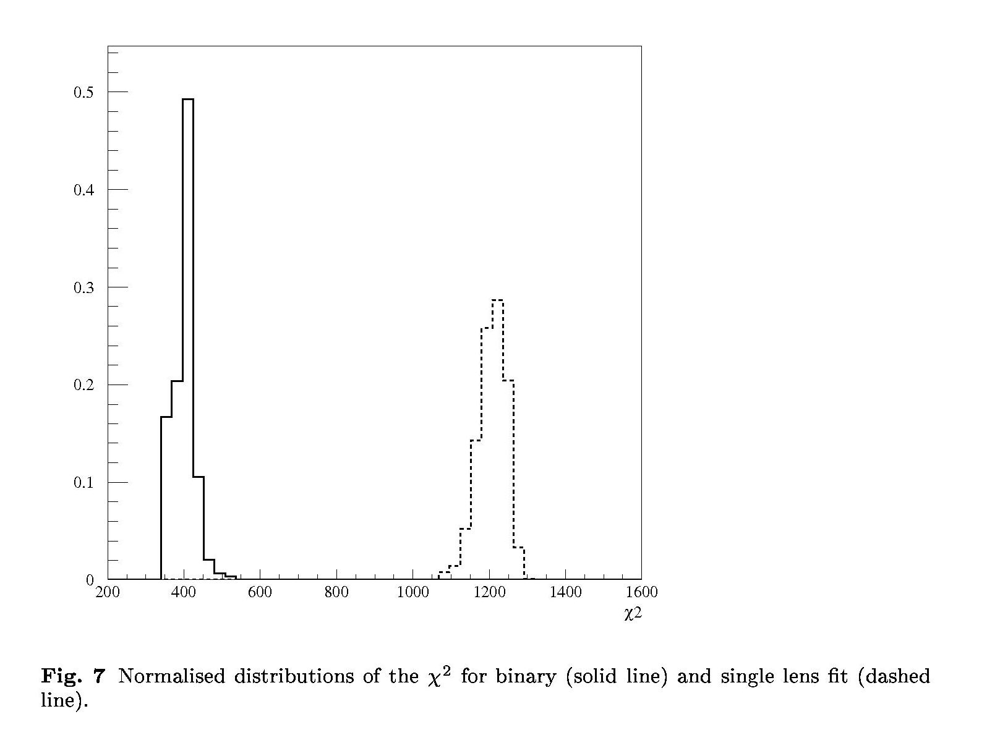 0.5
0.4
0.3
0.2
0.1
0
200 400 600 800 1000 1200 1400 1600
χ2
Fig. 7 Normalised distributions of the χ² for binary (solid line) and single lens fit (dashed
line).